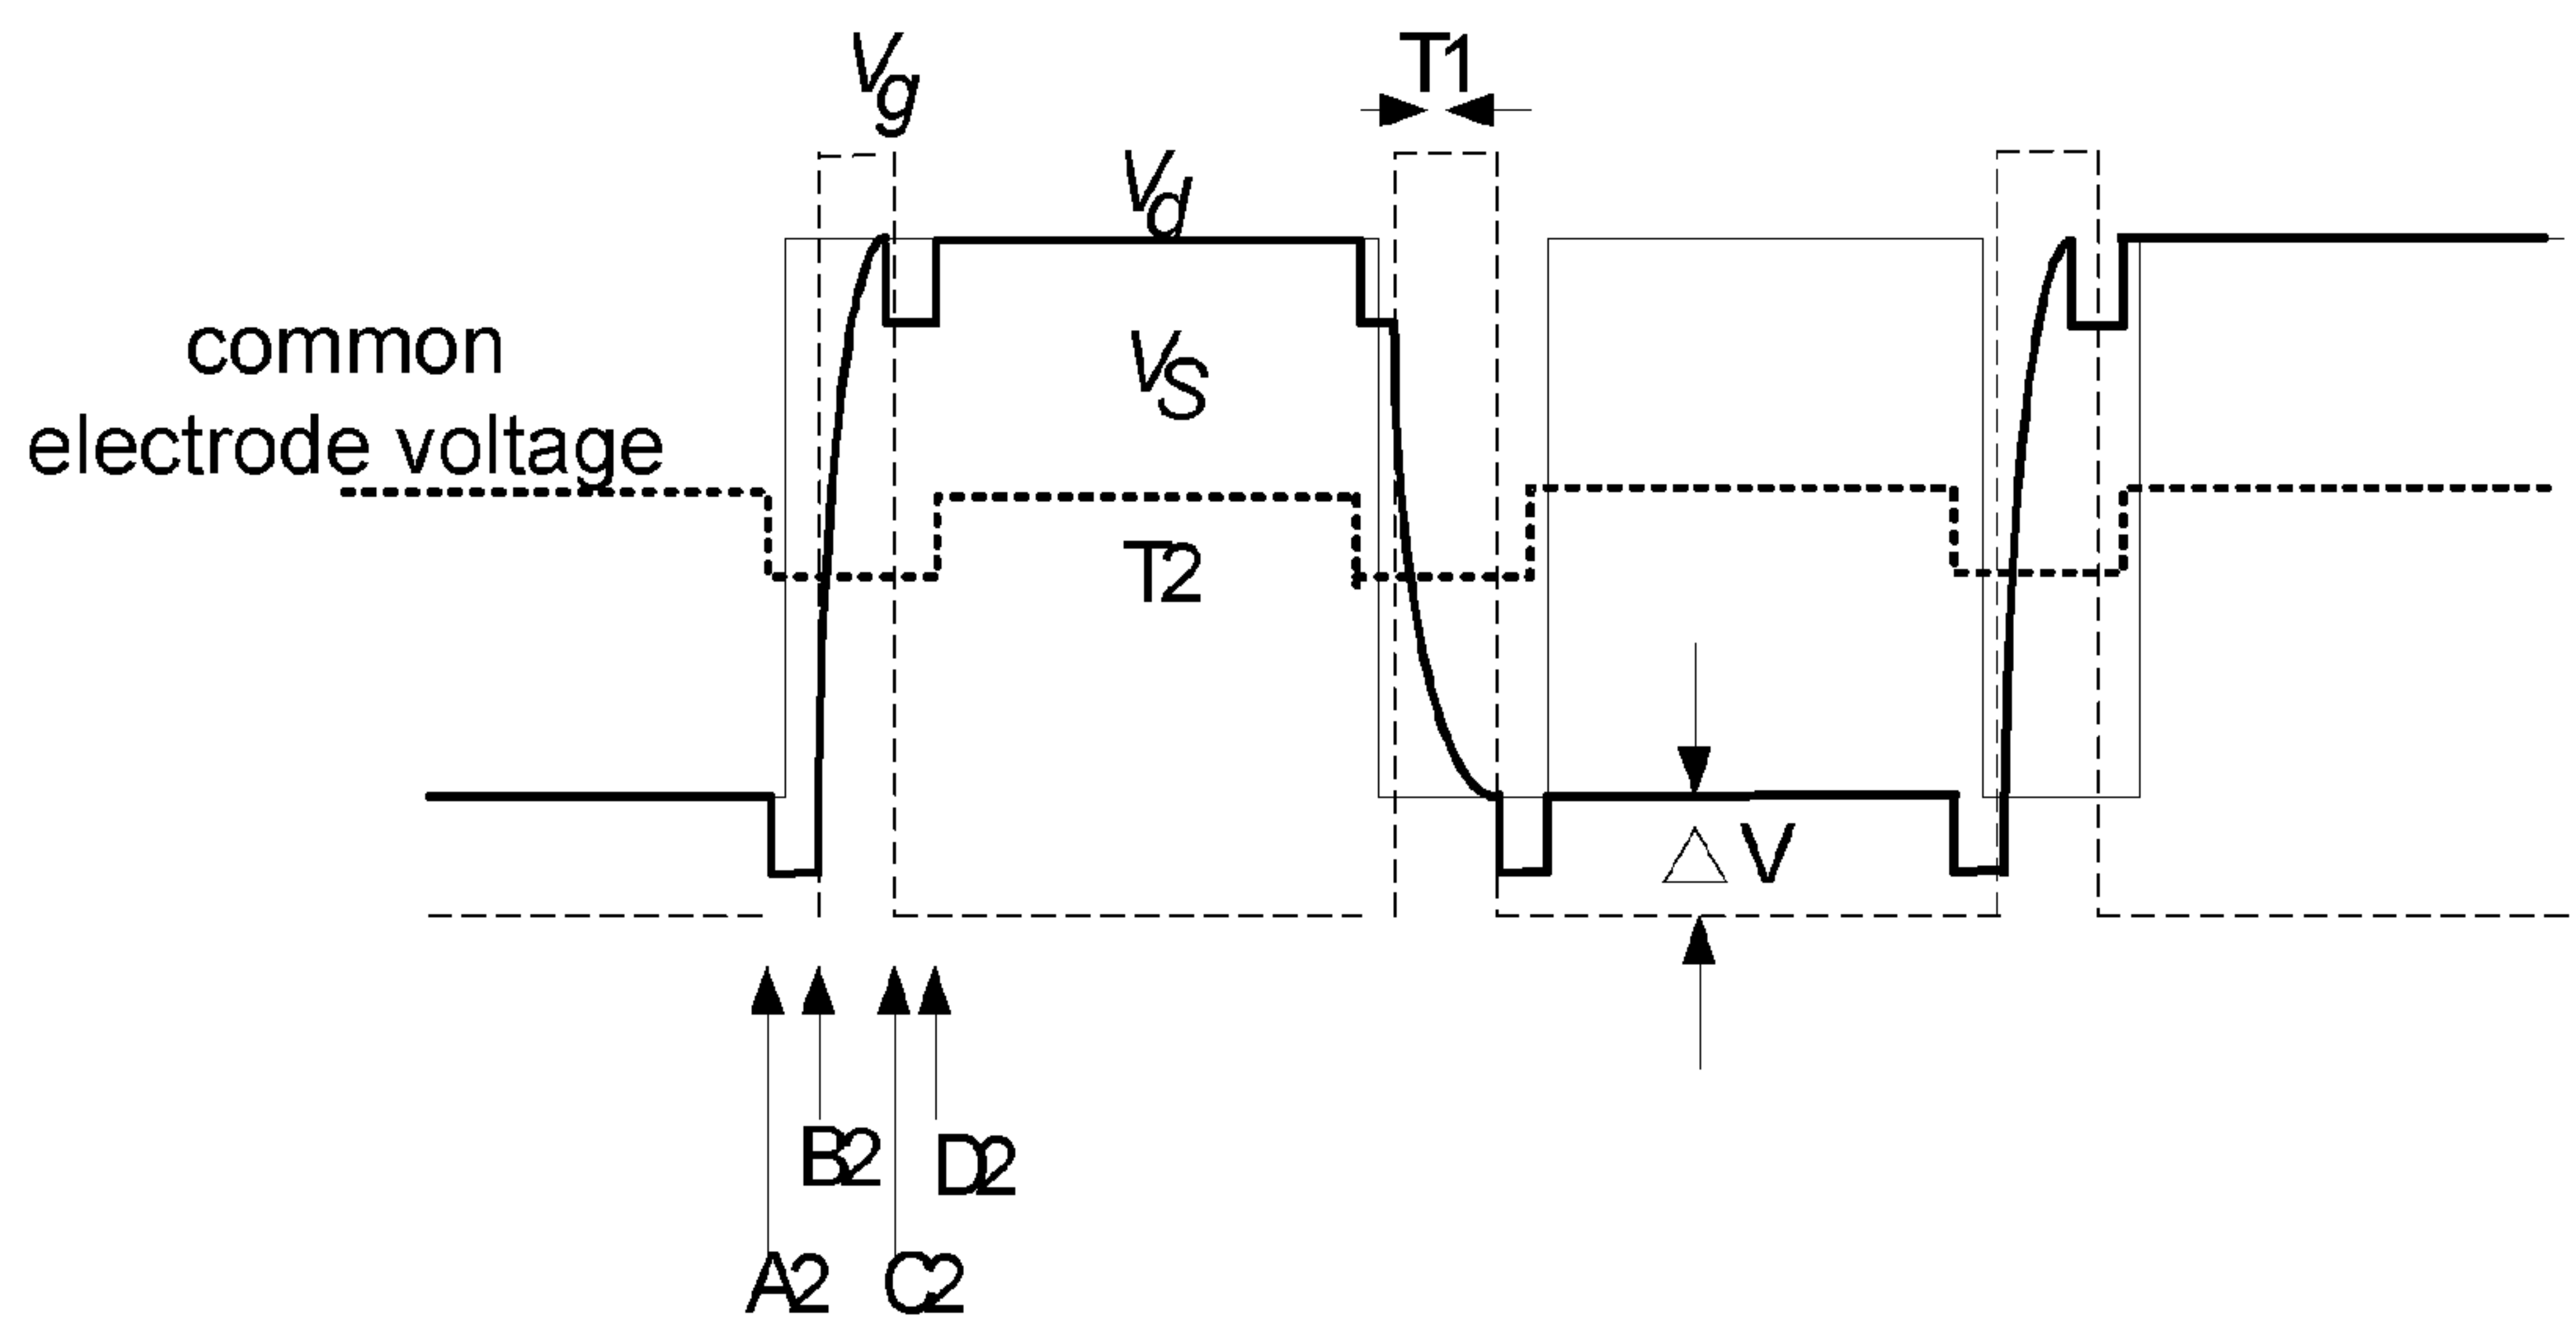 Vg
T1
Vd
common
electrode voltage
VS
T2
△V
B2
D2
A2
C2